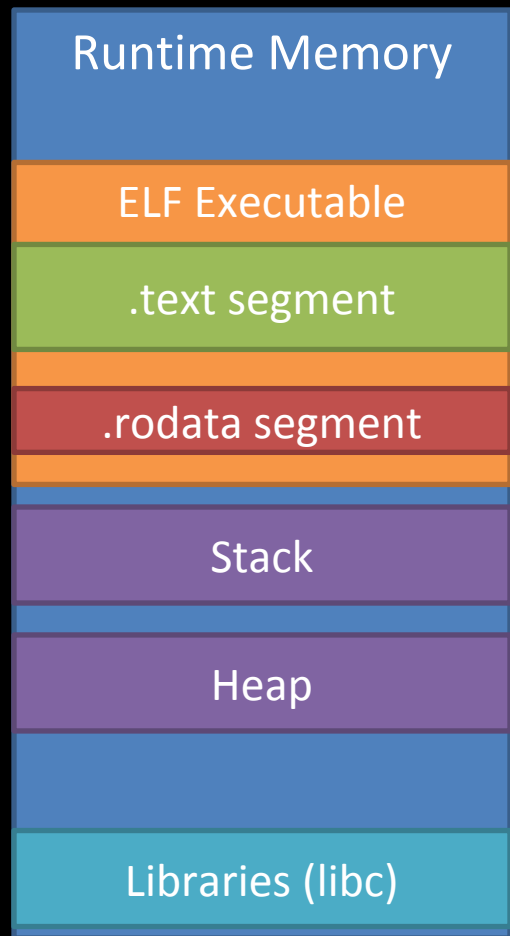 Runtime Memory
ELF Executable
.text segment
.rodata segment
Stack
Heap
Libraries (libc)